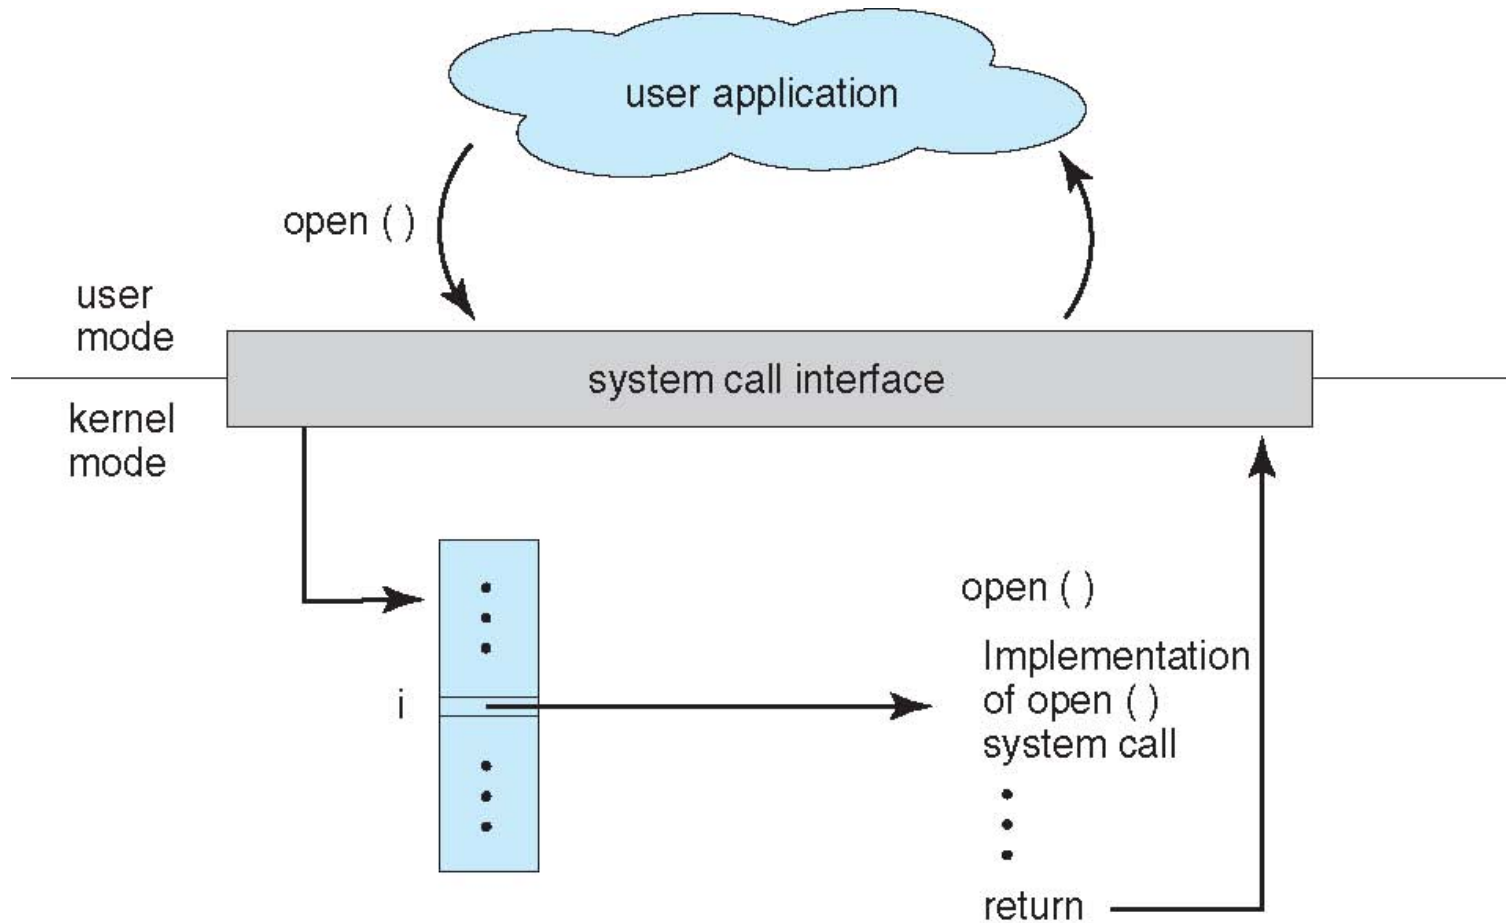 user application
open ( )
user
mode
system call interface
kernel
mode
open ( )
Implementation
of open ( )
system call
i
return